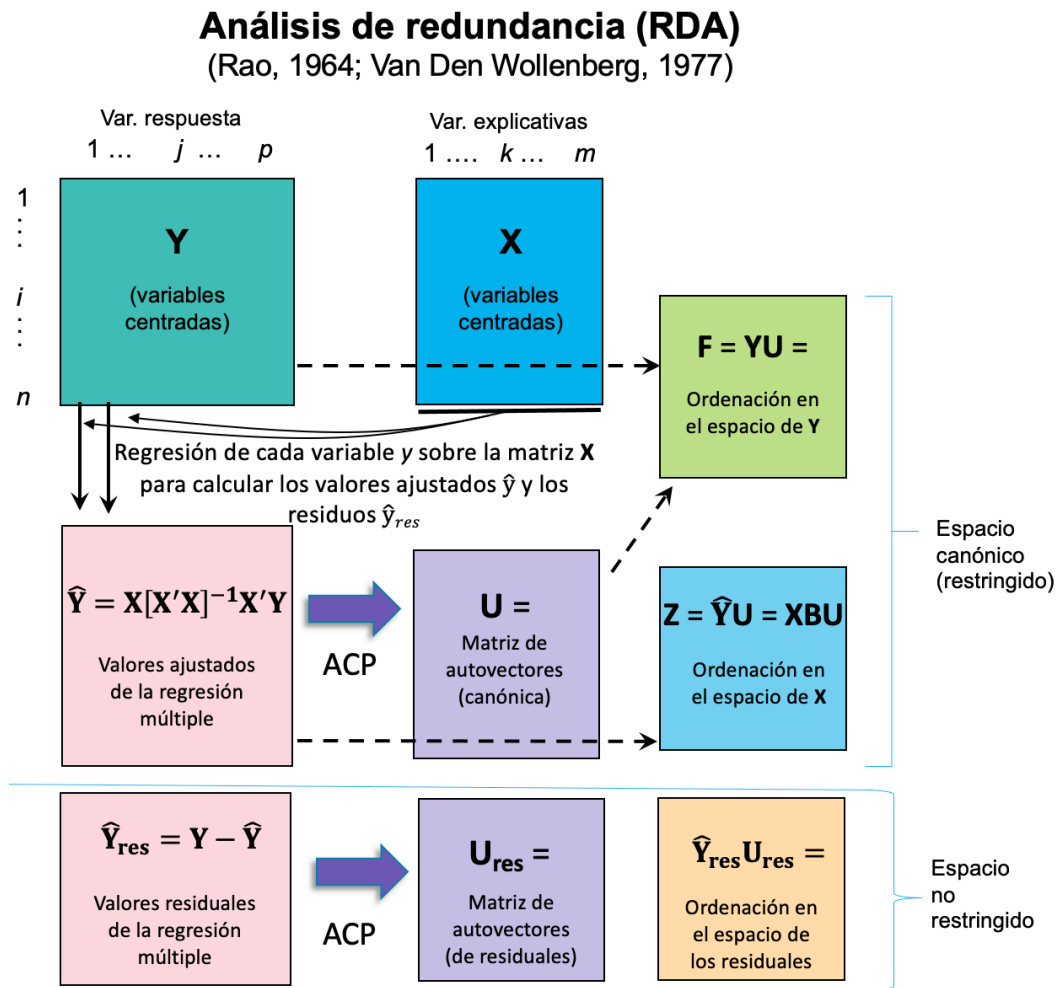 Análisis de redundancia (RDA)
(Rao, 1964; Van Den Wollenberg, 1977)
Var. respuesta
1 … j … p
Var. explicativas
1 .... k … m
1
i
n
Y
(variables
centradas)
X
(variables
centradas)
F = YU =
Ordenación en
el espacio de Y
Regresión de cada variable y sobre la matriz X
para calcular los valores ajustados ŷ y los
residuos ŷres
Ŷ = X[X′X]⁻¹X′Y
Valores ajustados
de la regresión
múltiple
ACP
U =
Matriz de
autovectores
(canónica)
Z = ŶU = XBU
Ordenación en
el espacio de X
Espacio
canónico
(restringido)
Ŷres = Y − Ŷ
Valores residuales
de la regresión
múltiple
ACP
Ures =
Matriz de
autovectores
(de residuales)
ŶresUres =
Ordenación en
el espacio de
los residuales
Espacio
no
restringido